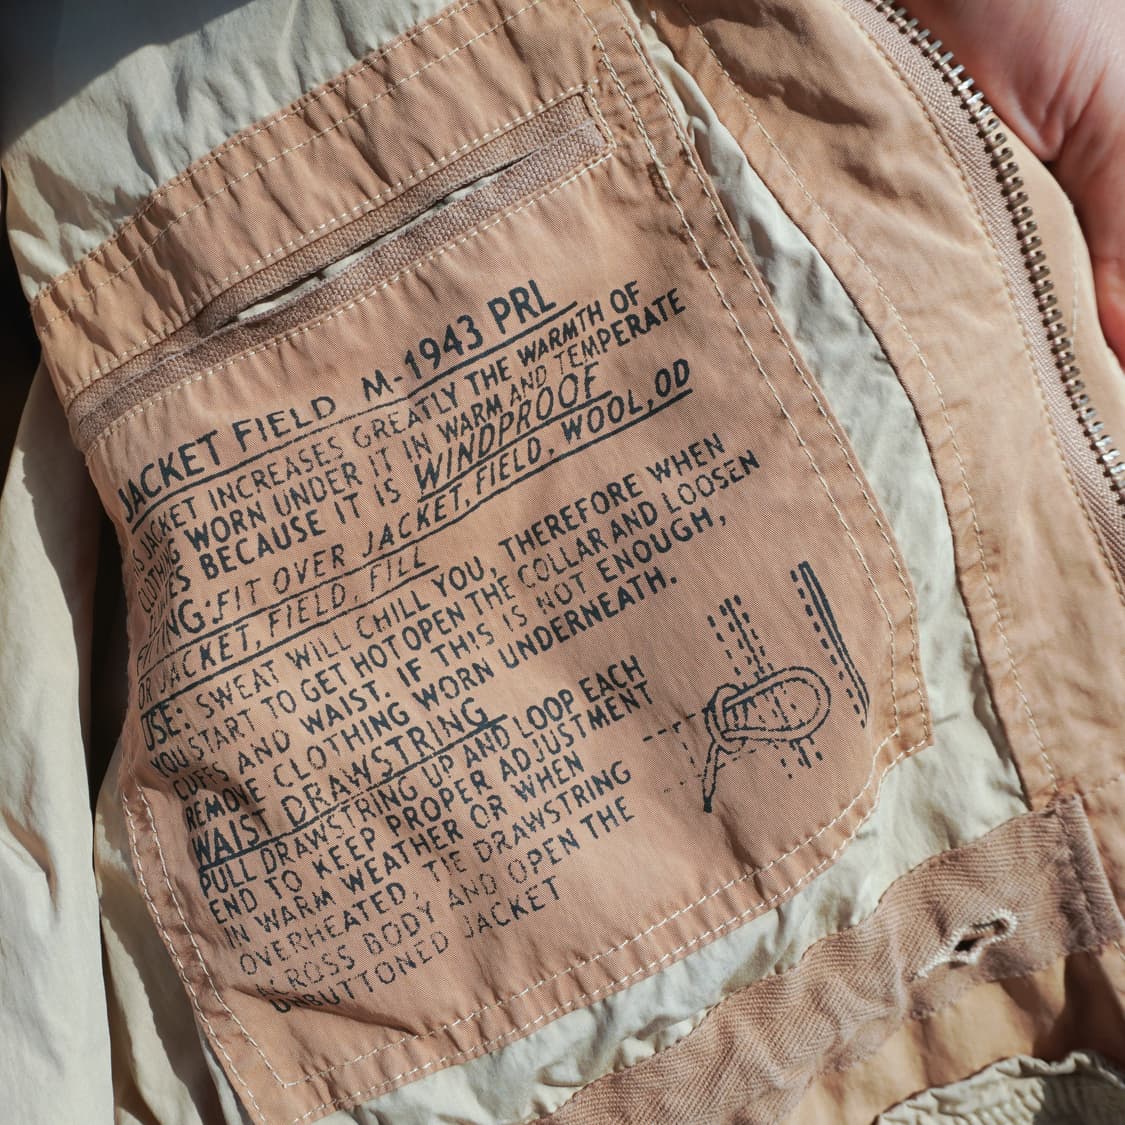 JACKET FIELD M-1943 PRL
IS JACKET INCREASES GREATLY THE WARMTH OF
CLOTHING WORN UNDER IT IN WARM AND TEMPERATE
BECAUSE IT IS WINDPROOF
FITTING: FIT OVER JACKET, FIELD, WOOL, OD
OR JACKET, FIELD, FILL
USE: SWEAT WILL CHILL YOU, THEREFORE WHEN
YOU START TO GET HOT OPEN THE COLLAR AND LOOSEN
CUFFS AND WAIST. IF THIS IS NOT ENOUGH,
REMOVE CLOTHING WORN UNDERNEATH.
WAIST DRAWSTRING
PULL DRAWSTRING UP AND LOOP EACH
END TO KEEP PROPER ADJUSTMENT
IN WARM WEATHER OR WHEN
OVERHEATED, TIE DRAWSTRING
ACROSS BODY AND OPEN THE
UNBUTTONED JACKET